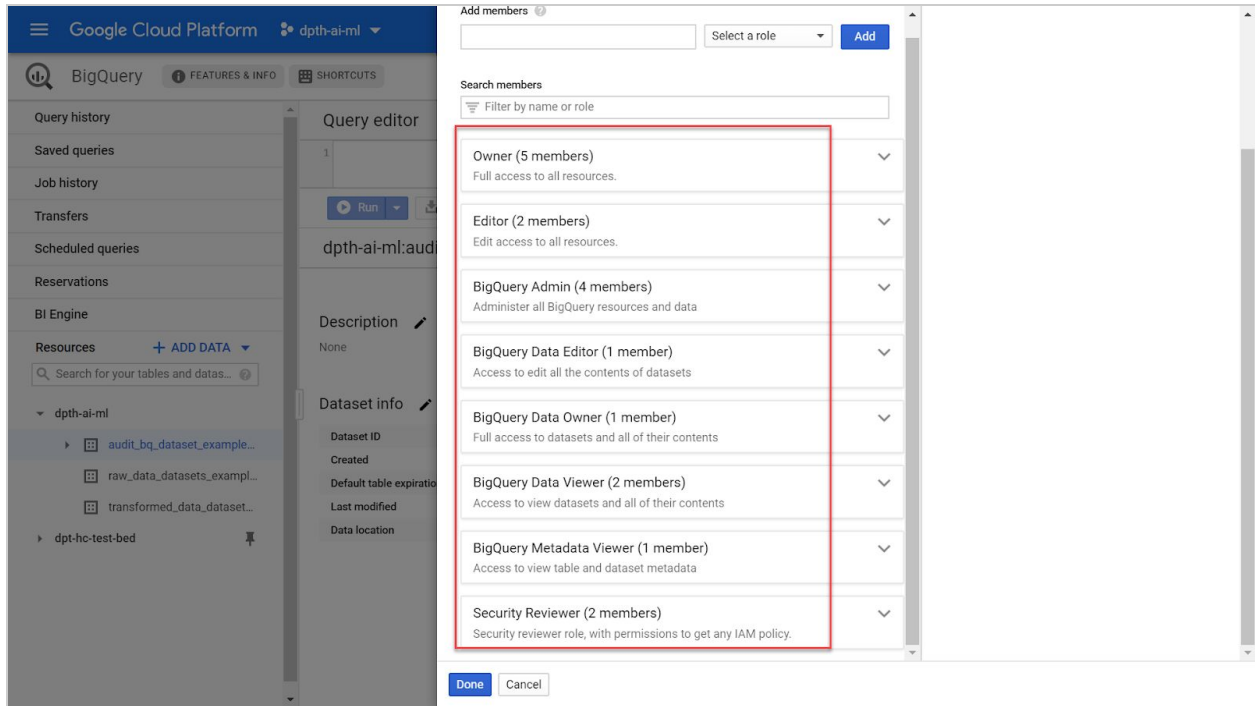 Google Cloud Platform
dpth-ai-ml
BigQuery
FEATURES & INFO
SHORTCUTS
Query history
Saved queries
Job history
Transfers
Scheduled queries
Reservations
BI Engine
Resources
+ ADD DATA
Search for your tables and datas...
dpth-ai-ml
audit_bq_dataset_example...
raw_data_datasets_exampl...
transformed_data_dataset...
dpt-hc-test-bed
Query editor
1
Run
dpth-ai-ml:audi
Description
None
Dataset info
Dataset ID
Created
Default table expiratio
Last modified
Data location
Add members
Select a role
Add
Search members
Filter by name or role
Owner (5 members)
Full access to all resources.
Editor (2 members)
Edit access to all resources.
BigQuery Admin (4 members)
Administer all BigQuery resources and data
BigQuery Data Editor (1 member)
Access to edit all the contents of datasets
BigQuery Data Owner (1 member)
Full access to datasets and all of their contents
BigQuery Data Viewer (2 members)
Access to view datasets and all of their contents
BigQuery Metadata Viewer (1 member)
Access to view table and dataset metadata
Security Reviewer (2 members)
Security reviewer role, with permissions to get any IAM policy.
Done
Cancel